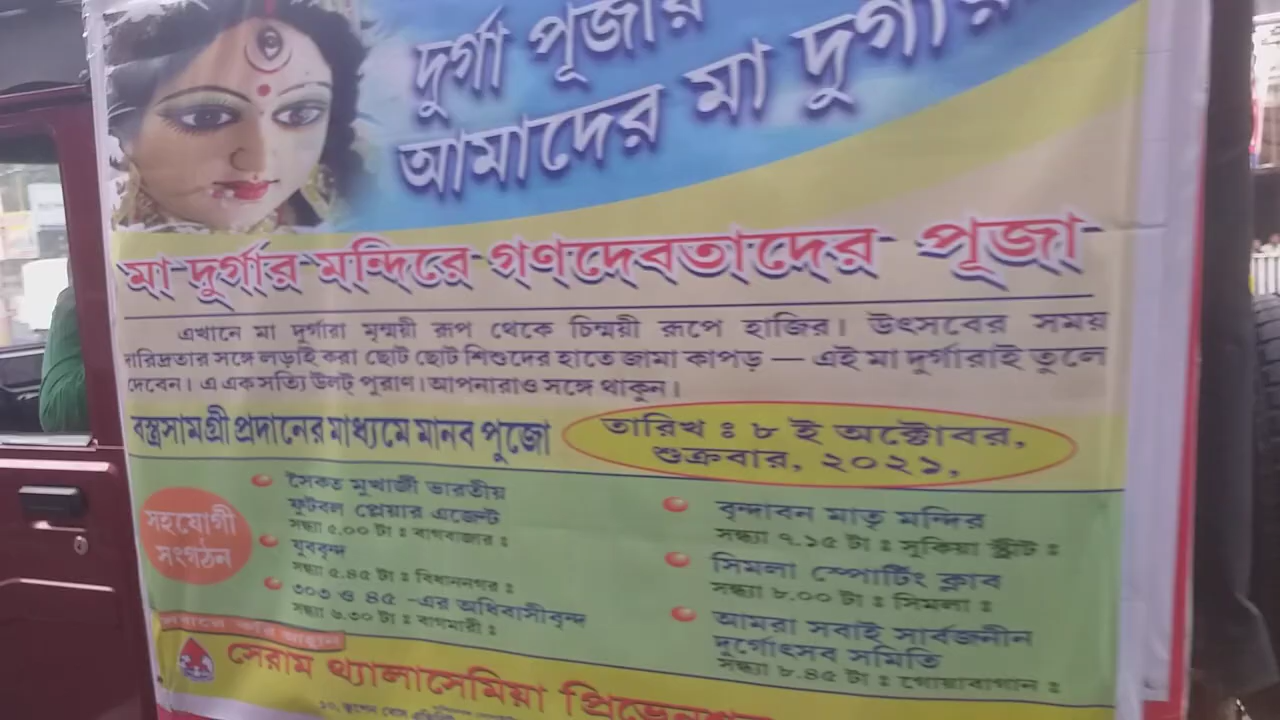 দুর্গা পূজার
আমাদের মা দুর্গার
মা দুর্গার মন্দিরে গণদেবতাদের পূজা
এখানে মা দুর্গারা মৃন্ময়ী রূপ থেকে চিন্ময়ী রূপে হাজির। উৎসবের সময়
দারিদ্রতার সঙ্গে লড়াই করা ছোট ছোট শিশুদের হাতে জামা কাপড় — এই মা দুর্গারাই তুলে
দেবেন। এ এক সত্যি উলট্ পুরাণ। আপনারাও সঙ্গে থাকুন।
বস্ত্রসামগ্রী প্রদানের মাধ্যমে মানব পুজো
তারিখ ঃ ৮ ই অক্টোবর,
শুক্রবার, ২০২১,
সহযোগী
সংগঠন
সৈকত মুখার্জী ভারতীয়
ফুটবল প্লেয়ার এজেন্ট
সন্ধ্যা ৫.০০ টা ঃ বাগবাজার ঃ
যুববৃন্দ
সন্ধ্যা ৫.৪৫ টা ঃ বিধাননগর ঃ
৩০৩ ও ৪৫ -এর অধিবাসীবৃন্দ
সন্ধ্যা ৬.৩০ টা ঃ বাগমারী ঃ
বৃন্দাবন মাতৃ মন্দির
সন্ধ্যা ৭.১৫ টা ঃ সুকিয়া স্ট্রীট ঃ
সিমলা স্পোর্টিং ক্লাব
সন্ধ্যা ৮.০০ টা ঃ সিমলা ঃ
আমরা সবাই সার্বজনীন
দুর্গোৎসব সমিতি
সন্ধ্যা ৮.৪৫ টা ঃ গোয়াবাগান ঃ
সেরাম থ্যালাসেমিয়া প্রিভেনশন